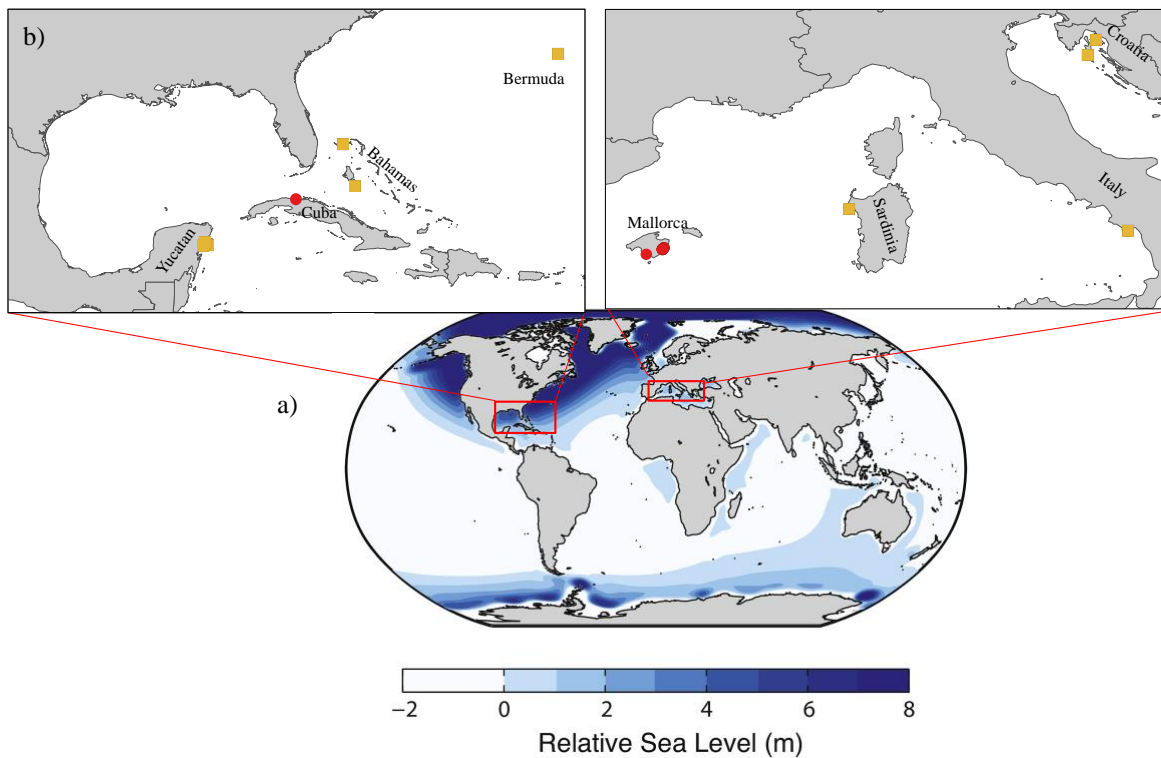 b)
Bermuda
Bahamas
Cuba
Yucatan
Croatia
Italy
Sardinia
Mallorca
a)
−2 0 2 4 6 8
Relative Sea Level (m)